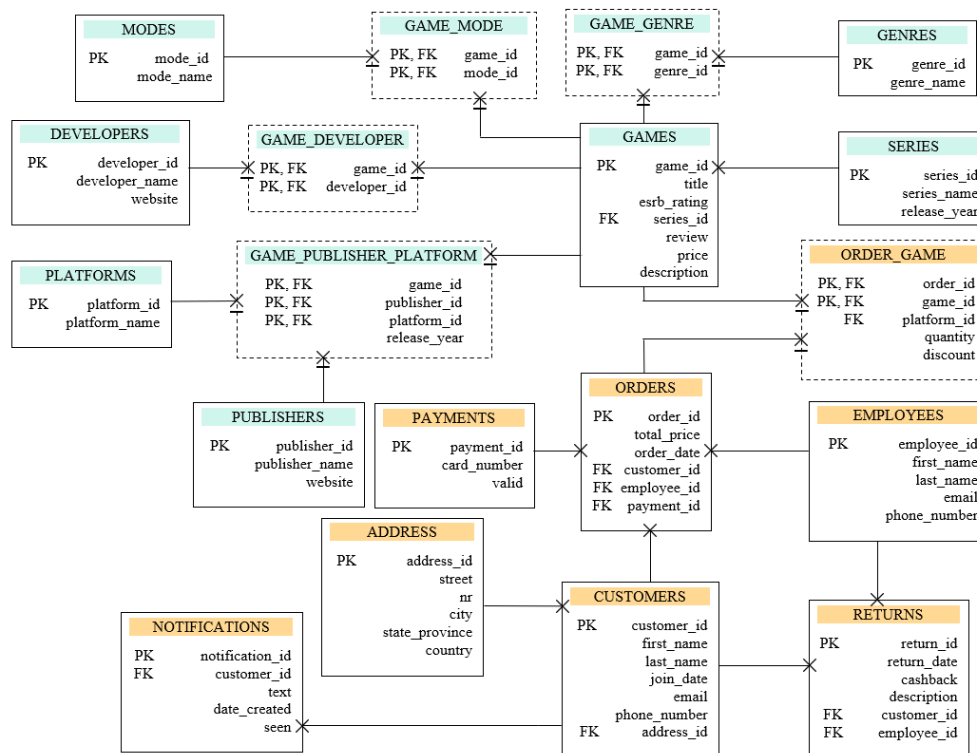 MODES
PK mode_id
mode_name
GAME_MODE
PK, FK game_id
PK, FK mode_id
GAME_GENRE
PK, FK game_id
PK, FK genre_id
GENRES
PK genre_id
genre_name
DEVELOPERS
PK developer_id
developer_name
website
GAME_DEVELOPER
PK, FK game_id
PK, FK developer_id
GAMES
PK game_id
title
esrb_rating
FK series_id
review
price
description
SERIES
PK series_id
series_name
release_year
PLATFORMS
PK platform_id
platform_name
GAME_PUBLISHER_PLATFORM
PK, FK game_id
PK, FK publisher_id
PK, FK platform_id
release_year
ORDER_GAME
PK, FK order_id
PK, FK game_id
FK platform_id
quantity
discount
PUBLISHERS
PK publisher_id
publisher_name
website
PAYMENTS
PK payment_id
card_number
valid
ORDERS
PK order_id
total_price
order_date
FK customer_id
FK employee_id
FK payment_id
EMPLOYEES
PK employee_id
first_name
last_name
email
phone_number
ADDRESS
PK address_id
street
nr
city
state_province
country
NOTIFICATIONS
PK notification_id
FK customer_id
text
date_created
seen
CUSTOMERS
PK customer_id
first_name
last_name
join_date
email
phone_number
FK address_id
RETURNS
PK return_id
return_date
cashback
description
FK customer_id
FK employee_id